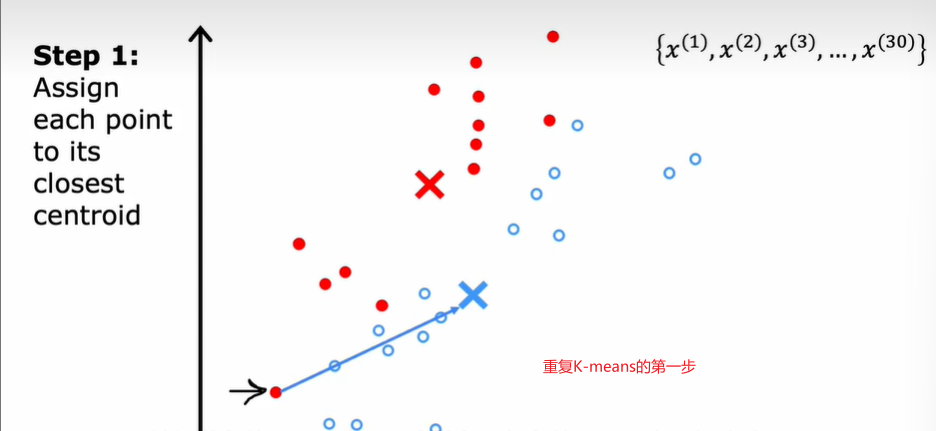 Step 1:
Assign
each point
to its
closest
centroid
{x^(1), x^(2), x^(3), ..., x^(30)}
重复K-means的第一步